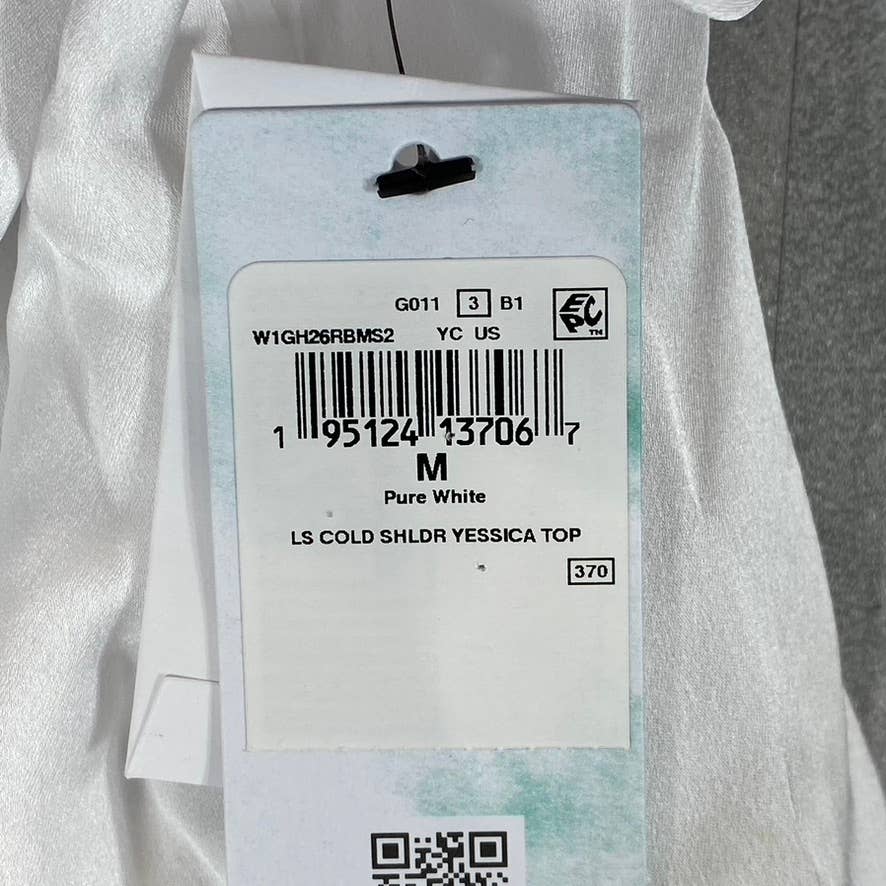 G011 3 B1
EPC TM
W1GH26RBMS2 YC US
1 95124 13706 7
M
Pure White
LS COLD SHLDR YESSICA TOP
370